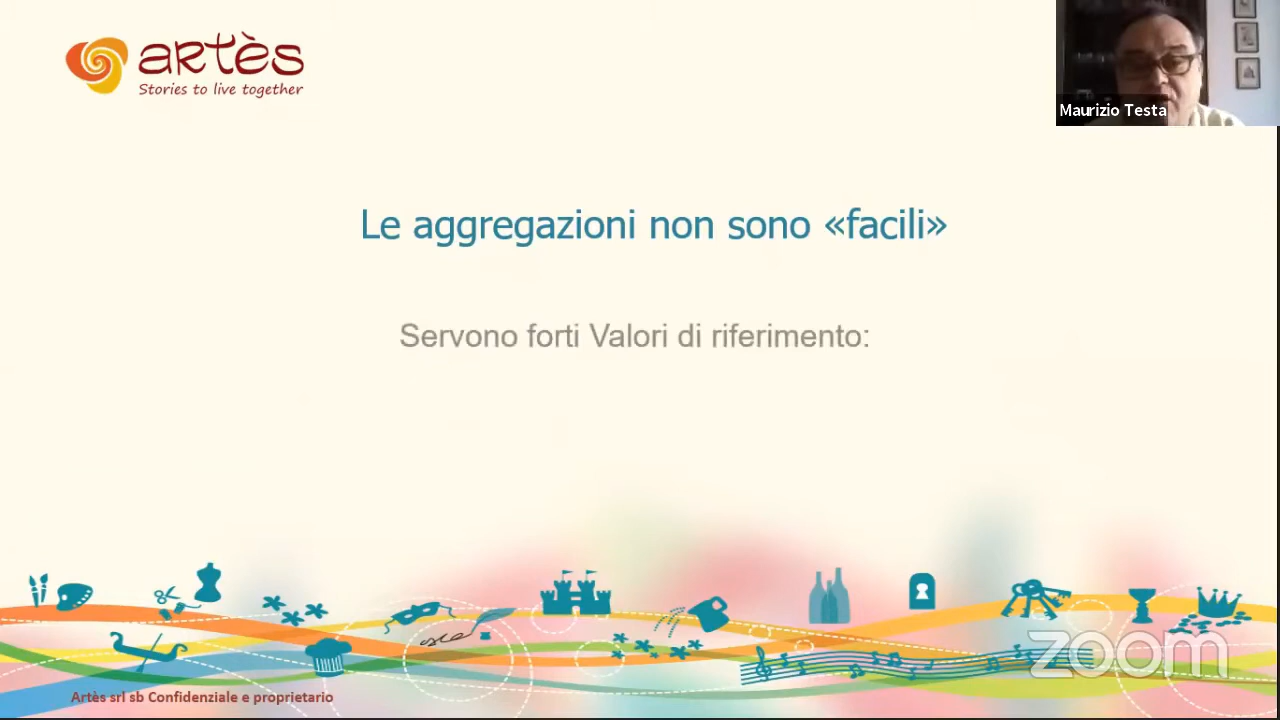 artès
Stories to live together
Maurizio Testa
Le aggregazioni non sono «facili»
Servono forti Valori di riferimento:
zoom
Artès srl sb Confidenziale e proprietario